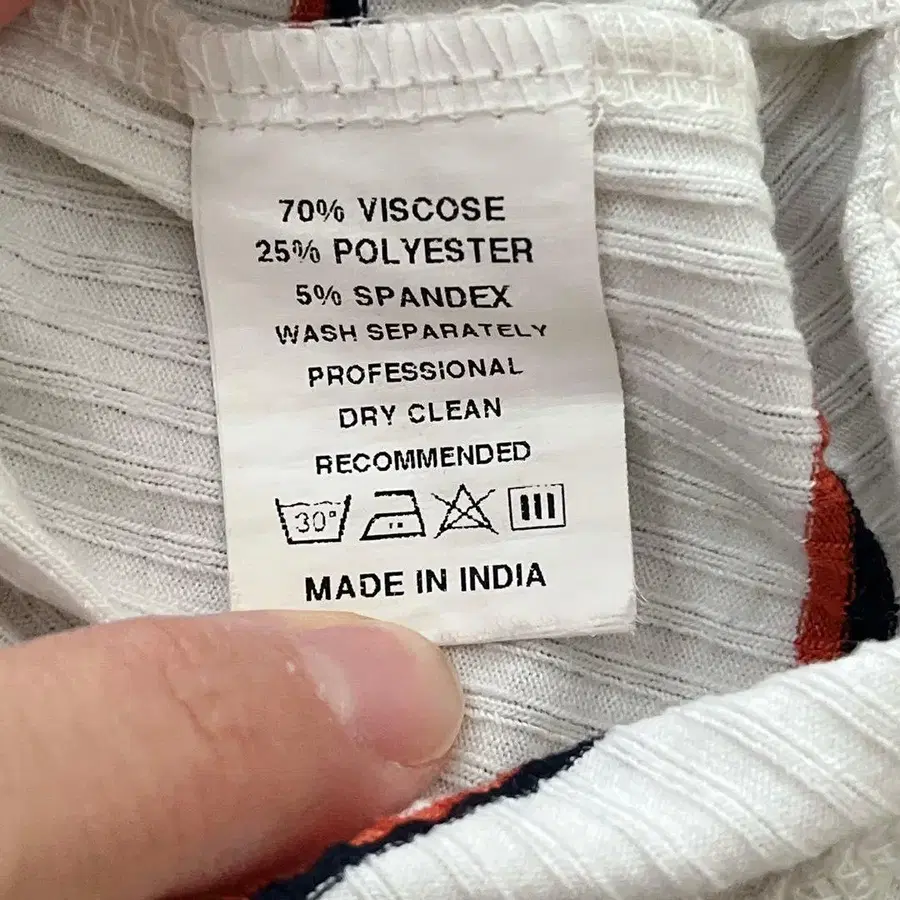 70% VISCOSE
25% POLYESTER
5% SPANDEX
WASH SEPARATELY
PROFESSIONAL
DRY CLEAN
RECOMMENDED
30°
MADE IN INDIA